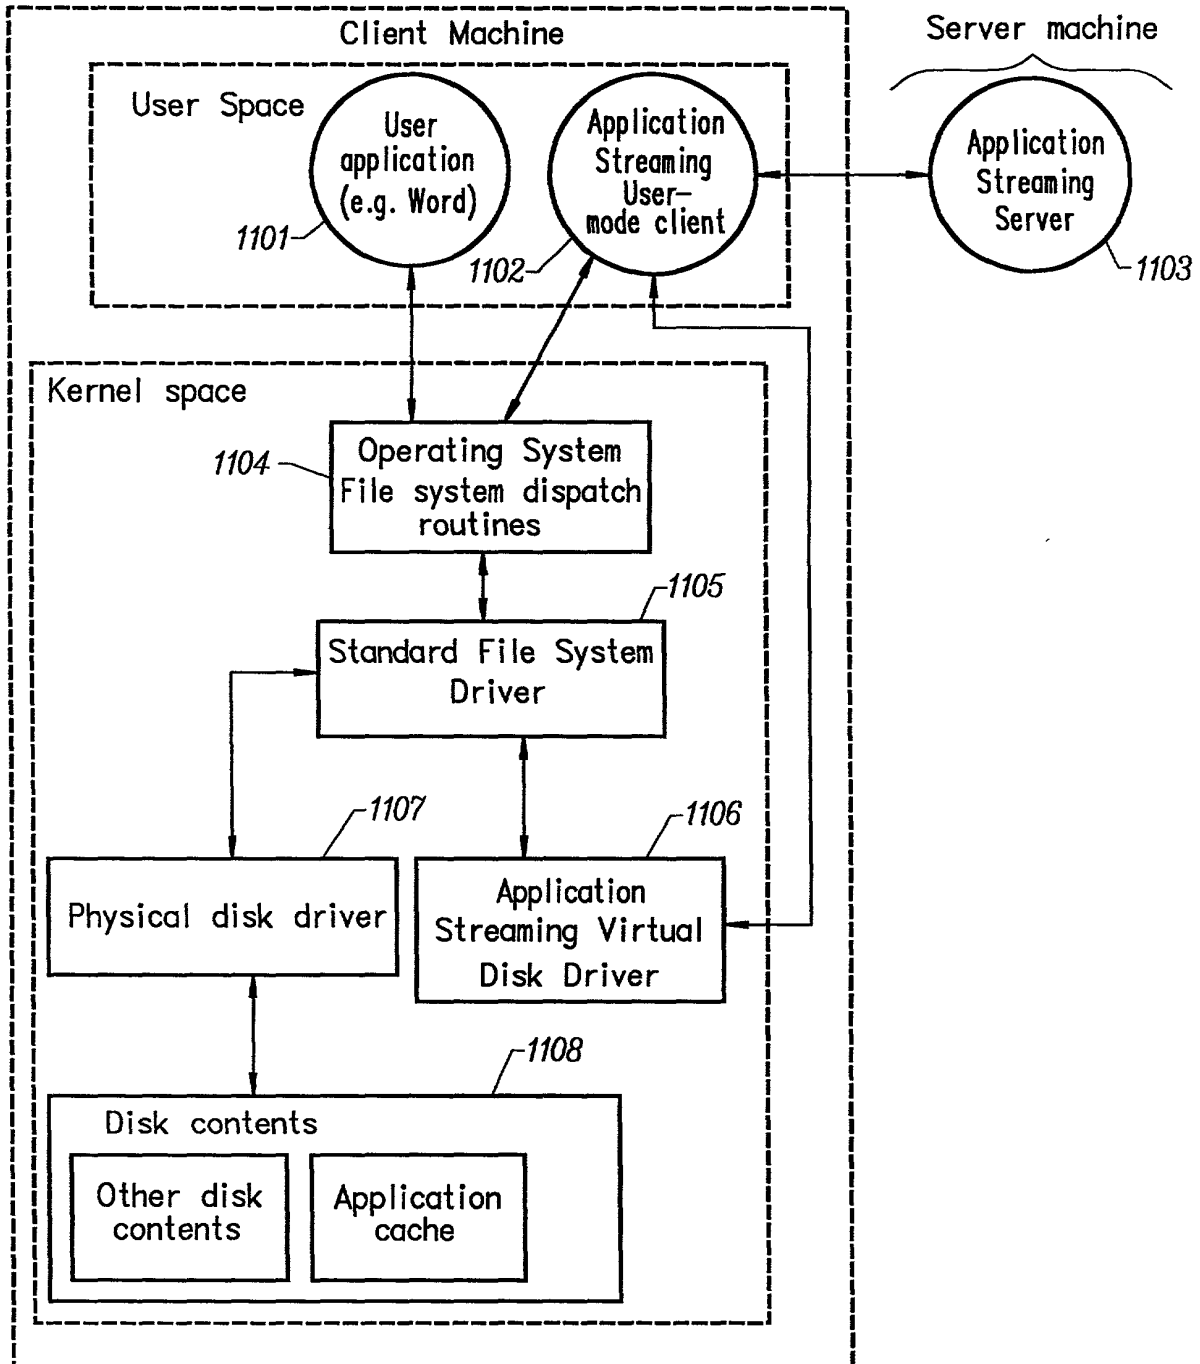 Client Machine
Server machine
User Space
User
application
(e.g. Word)
1101
Application
Streaming
User-
mode client
1102
Application
Streaming
Server
1103
Kernel space
1104
Operating System
File system dispatch
routines
1105
Standard File System
Driver
1107
Physical disk driver
1106
Application
Streaming Virtual
Disk Driver
1108
Disk contents
Other disk
contents
Application
cache